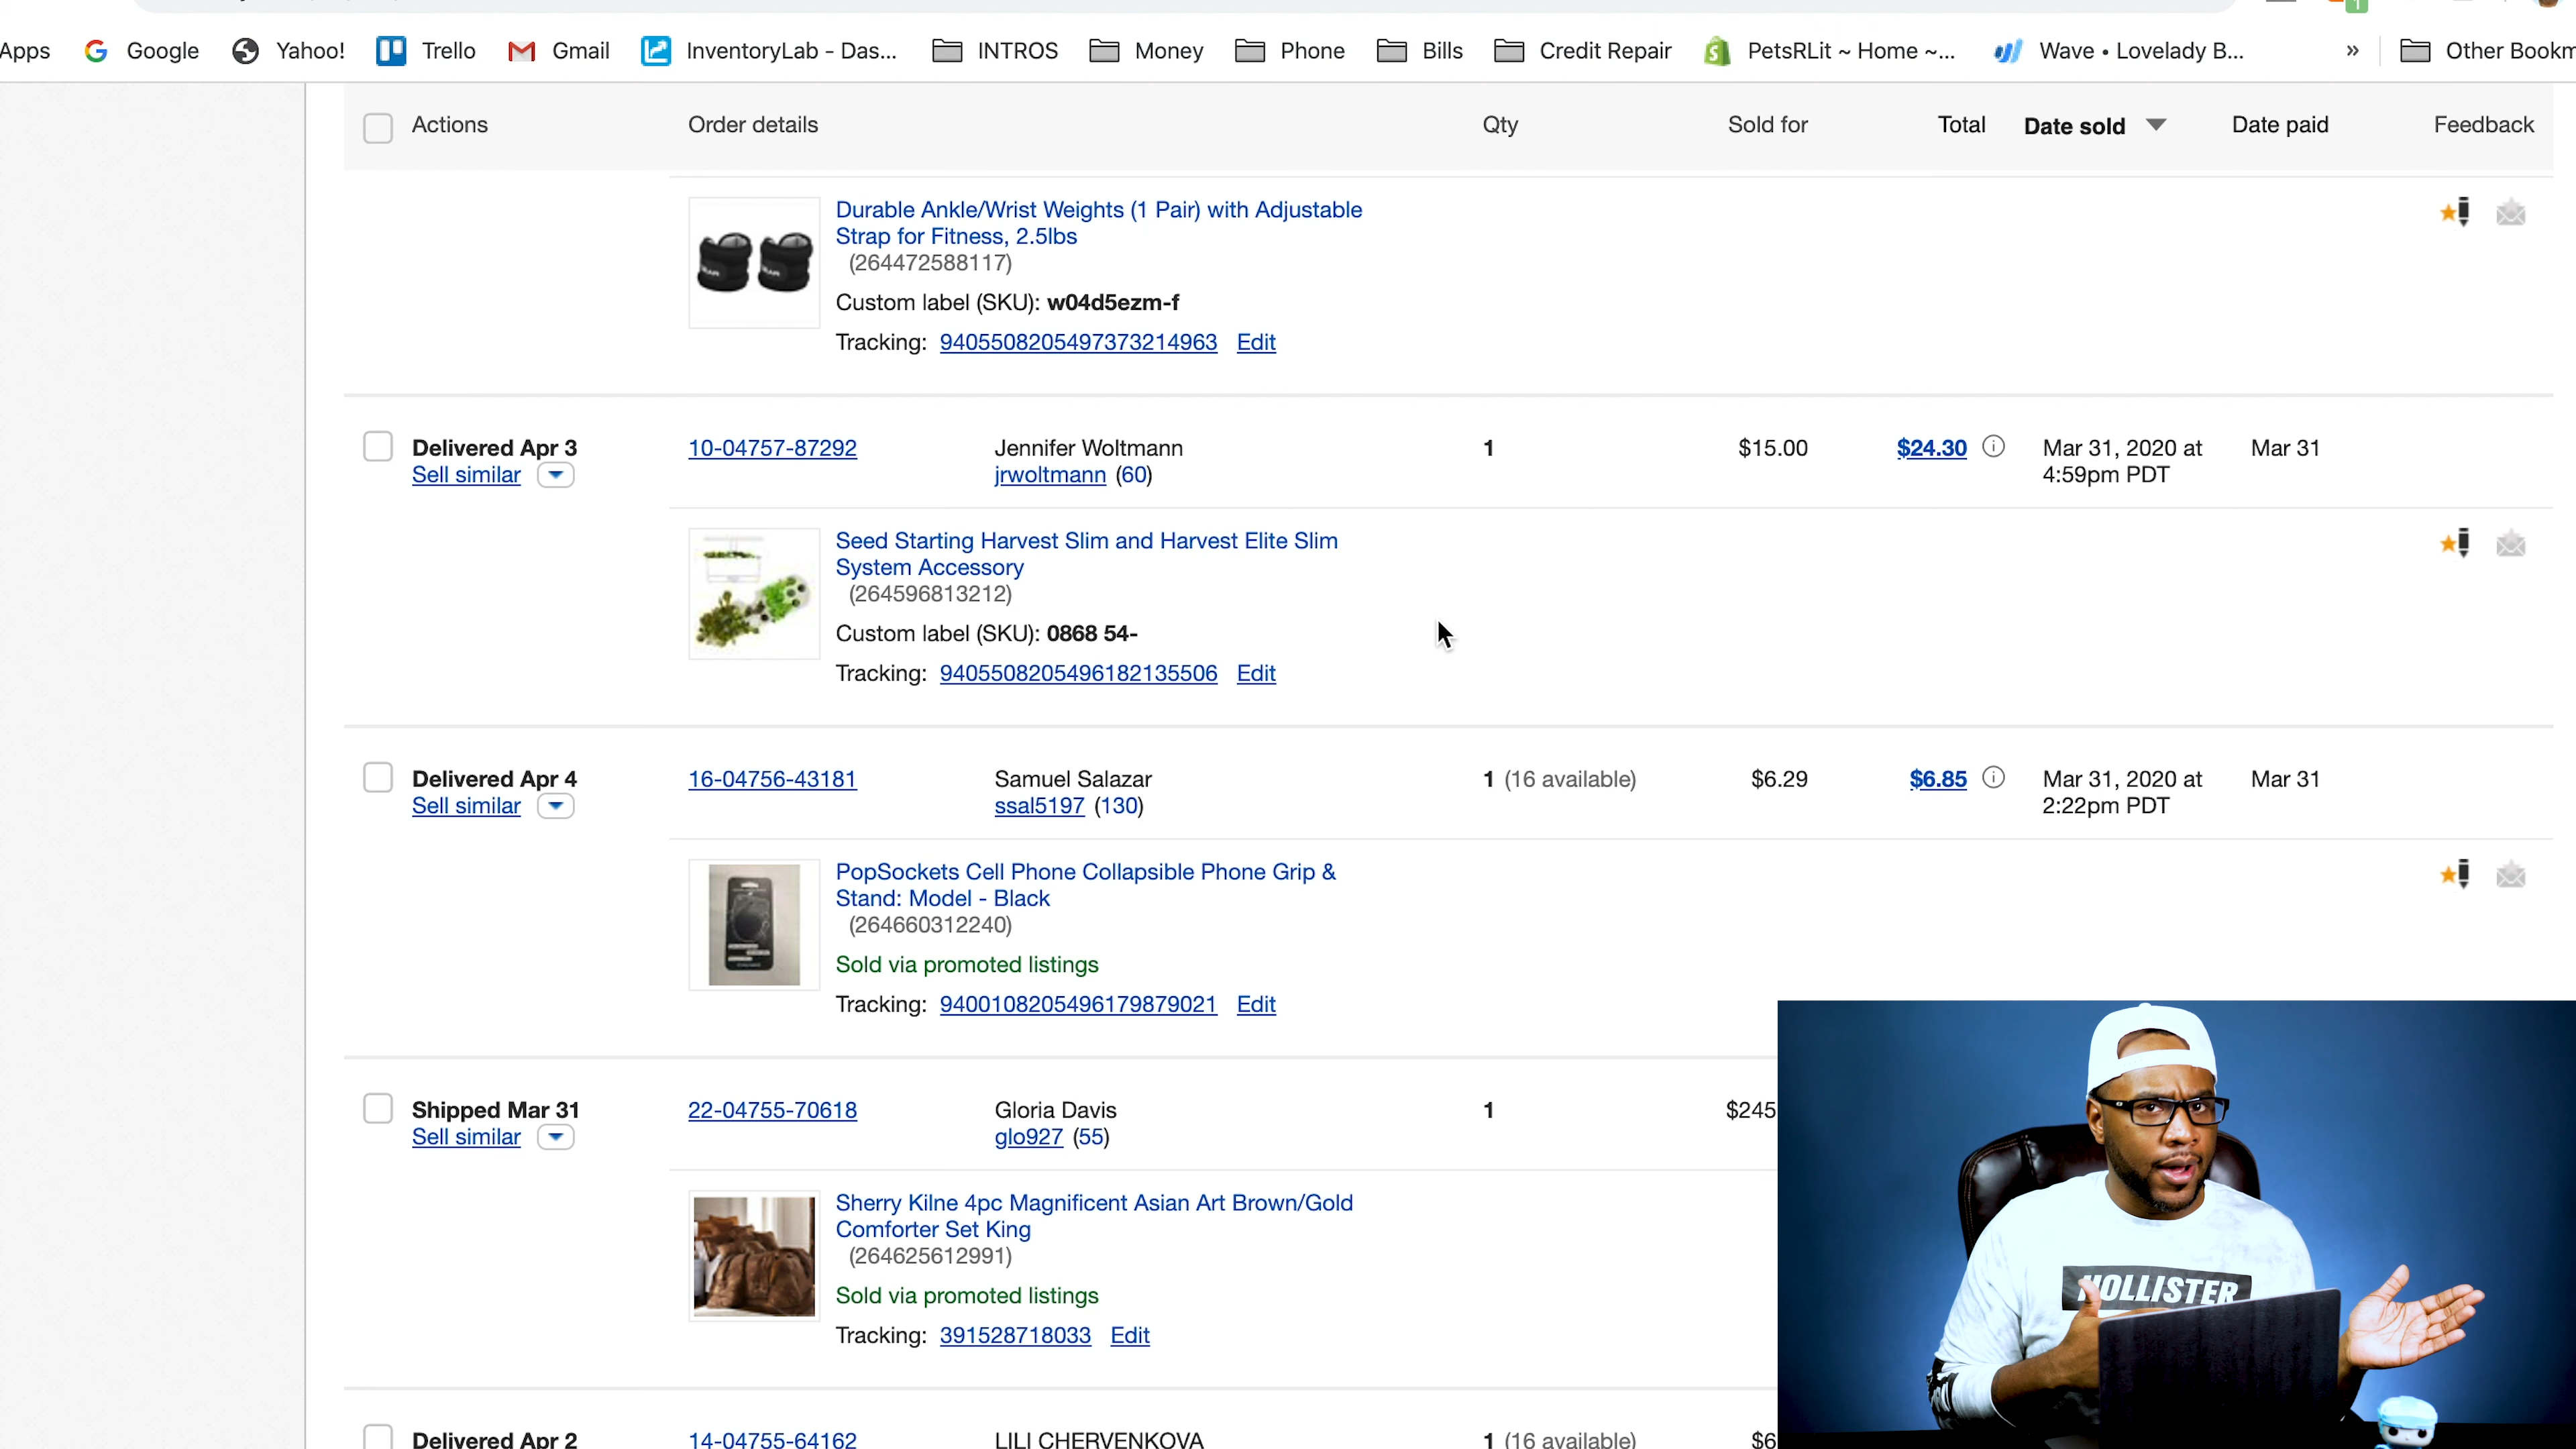 Apps Google Yahoo! Trello Gmail InventoryLab - Das... INTROS Money Phone Bills Credit Repair PetsRLit ~ Home ~... Wave • Lovelady B... » Other Bookm
Actions Order details Qty Sold for Total Date sold Date paid Feedback
Durable Ankle/Wrist Weights (1 Pair) with Adjustable
Strap for Fitness, 2.5lbs
(264472588117)
Custom label (SKU): w04d5ezm-f
Tracking: 9405508205497373214963 Edit
Delivered Apr 3 10-04757-87292 Jennifer Woltmann 1 $15.00 $24.30 Mar 31, 2020 at Mar 31
Sell similar jrwoltmann (60) 4:59pm PDT
Seed Starting Harvest Slim and Harvest Elite Slim
System Accessory
(264596813212)
Custom label (SKU): 0868 54-
Tracking: 9405508205496182135506 Edit
Delivered Apr 4 16-04756-43181 Samuel Salazar 1 (16 available) $6.29 $6.85 Mar 31, 2020 at Mar 31
Sell similar ssal5197 (130) 2:22pm PDT
PopSockets Cell Phone Collapsible Phone Grip &
Stand: Model - Black
(264660312240)
Sold via promoted listings
Tracking: 9400108205496179879021 Edit
Shipped Mar 31 22-04755-70618 Gloria Davis 1 $245
Sell similar glo927 (55)
Sherry Kilne 4pc Magnificent Asian Art Brown/Gold
Comforter Set King
(264625612991)
Sold via promoted listings
Tracking: 391528718033 Edit
HOLLISTER
Delivered Apr 2 14-04755-64162 LILI CHERVENKOVA 1 (16 available) $6